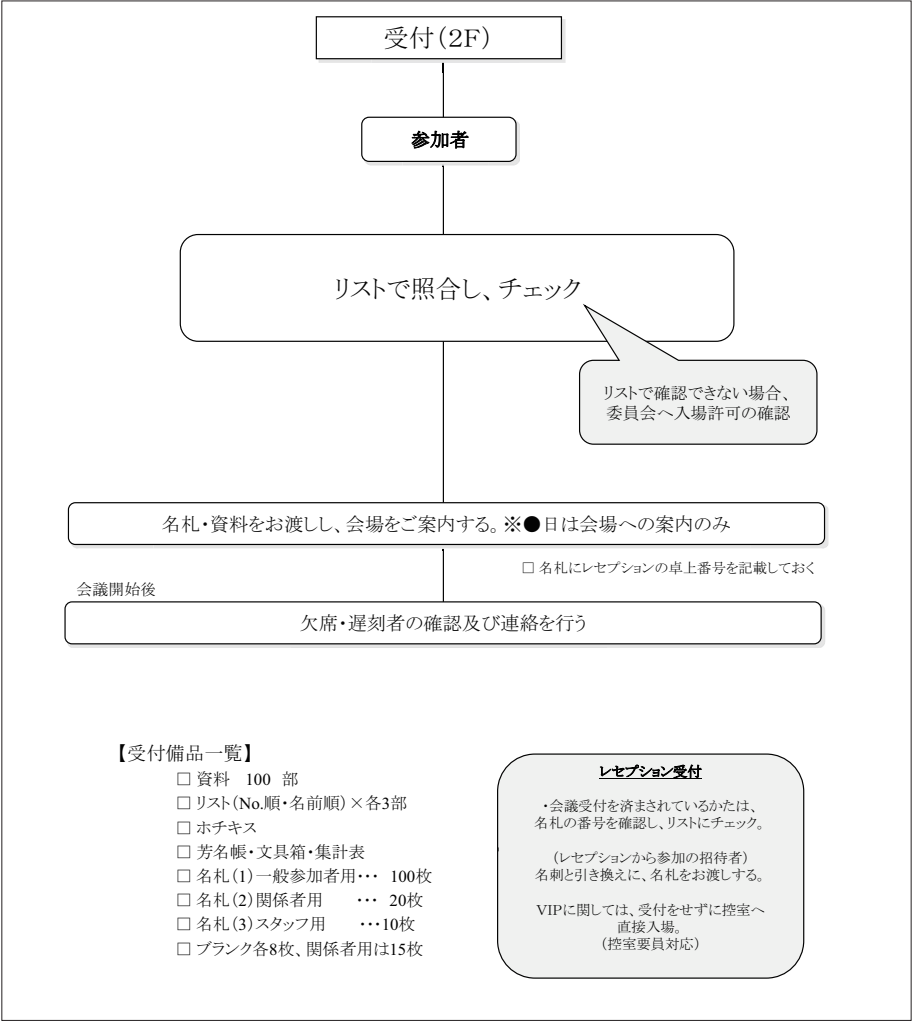 受付(2F)
参加者
リストで照合し、チェック
リストで確認できない場合、
委員会へ入場許可の確認
名札・資料をお渡しし、会場をご案内する。※●日は会場への案内のみ
□ 名札にレセプションの卓上番号を記載しておく
会議開始後
欠席・遅刻者の確認及び連絡を行う
【受付備品一覧】
□ 資料 100 部
□ リスト(No.順・名前順)×各3部
□ ホチキス
□ 芳名帳・文具箱・集計表
□ 名札(1)一般参加者用・・・ 100枚
□ 名札(2)関係者用 ・・・ 20枚
□ 名札(3)スタッフ用 ・・・10枚
□ ブランク各8枚、関係者用は15枚
レセプション受付
・会議受付を済まされているかたは、
名札の番号を確認し、リストにチェック。
(レセプションから参加の招待者)
名刺と引き換えに、名札をお渡しする。
VIPに関しては、受付をせずに控室へ
直接入場。
(控室要員対応)